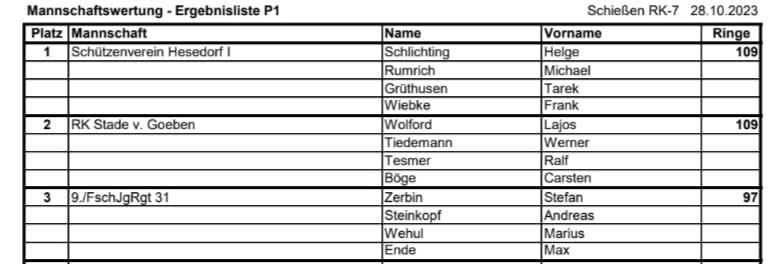 Mannschaftswertung - Ergebnisliste P1 Schießen RK-7 28.10.2023
Platz Mannschaft Name Vorname Ringe
1 Schützenverein Hesedorf I Schlichting Helge 109
Rumrich Michael
Grüthusen Tarek
Wiebke Frank
2 RK Stade v. Goeben Wolford Lajos 109
Tiedemann Werner
Tesmer Ralf
Böge Carsten
3 9./FschJgRgt 31 Zerbin Stefan 97
Steinkopf Andreas
Wehul Marius
Ende Max